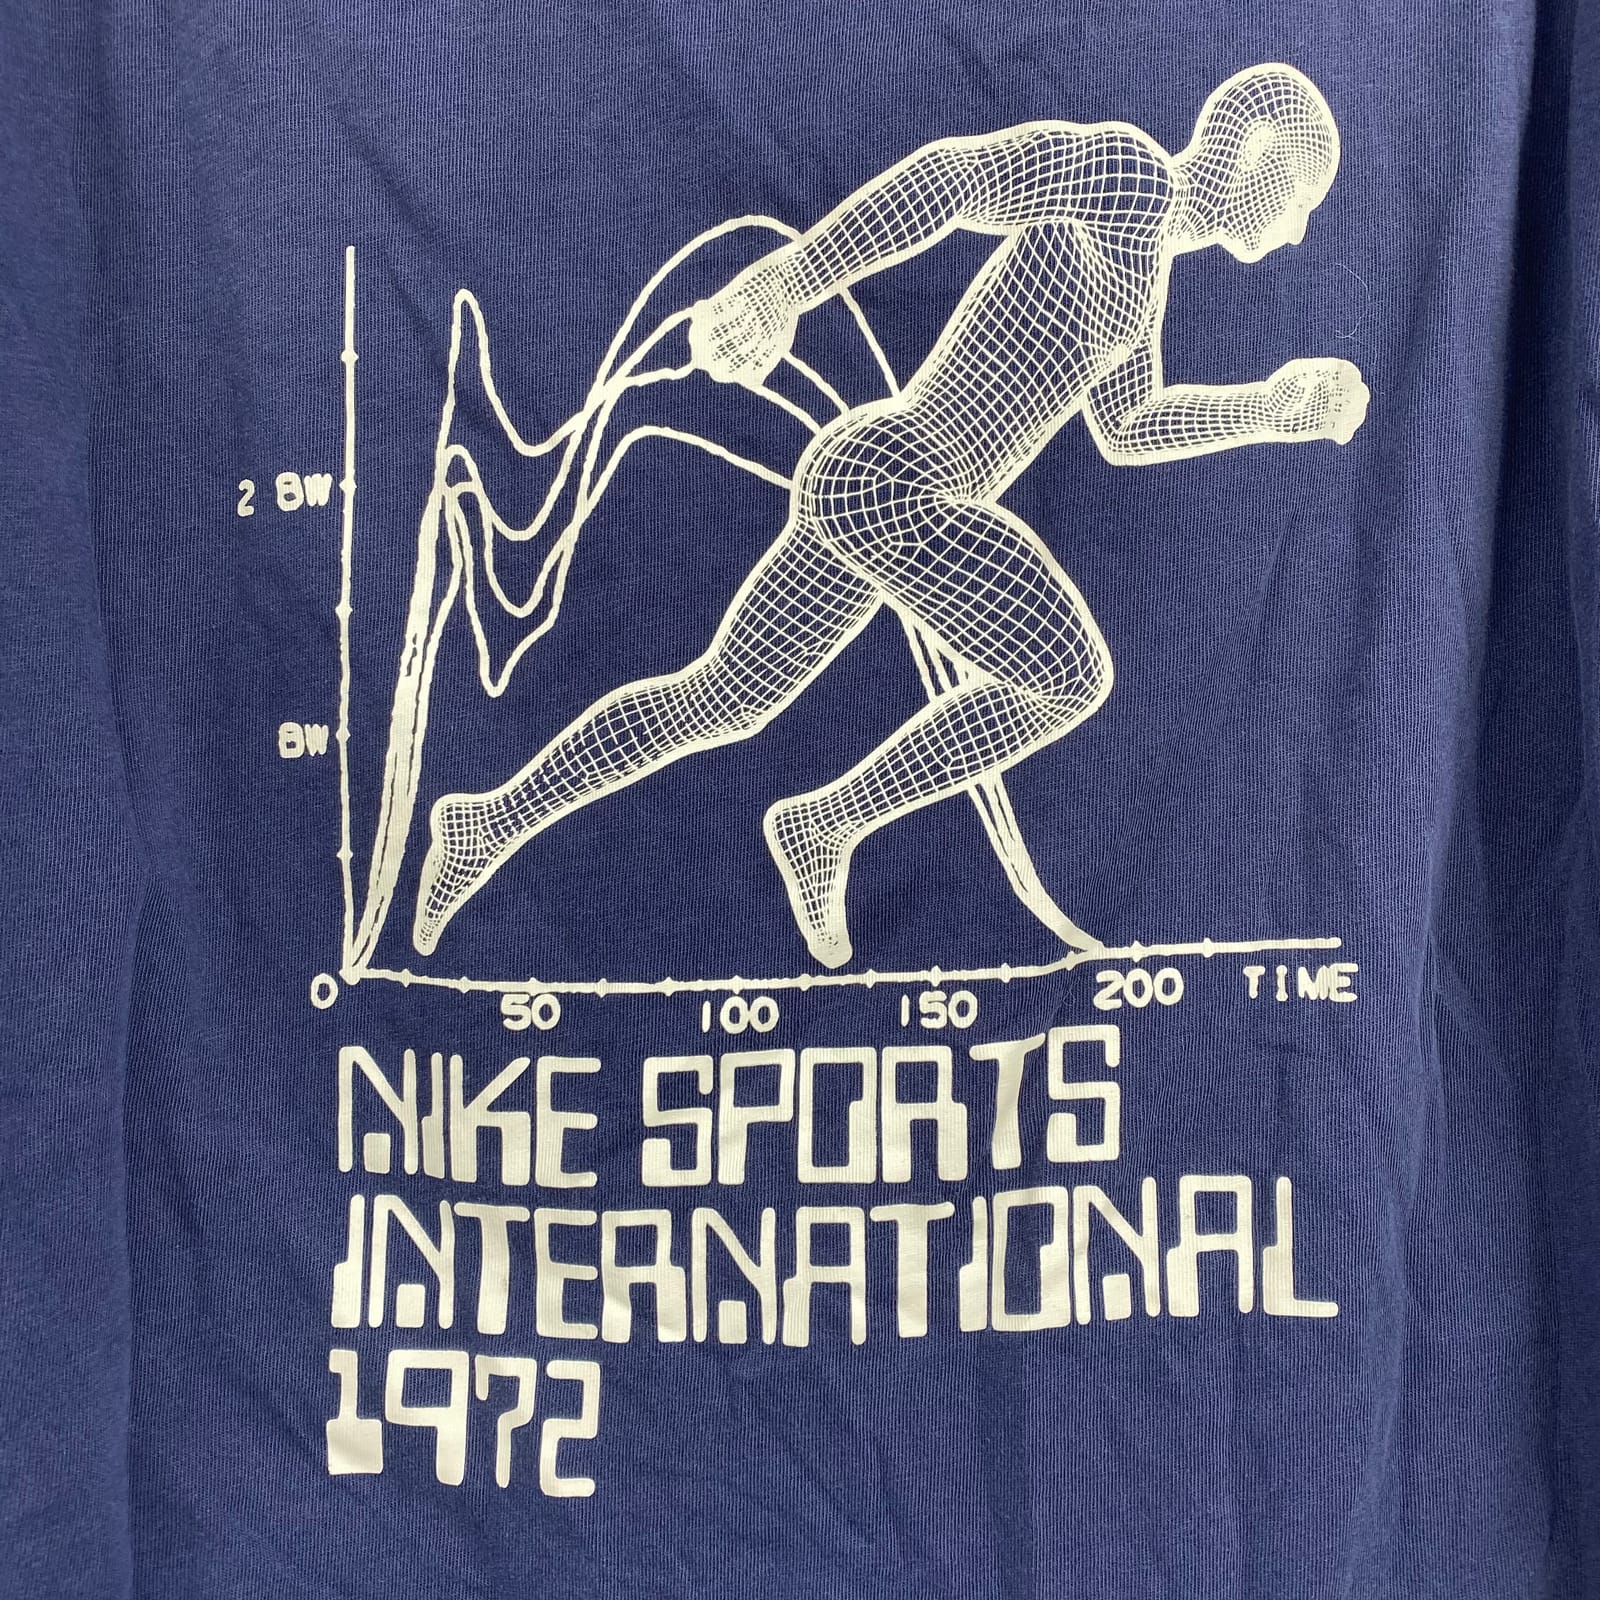 2 BW
BW
0 50 100 150 200 TIME
NIKE SPORTS
INTERNATIONAL
1972